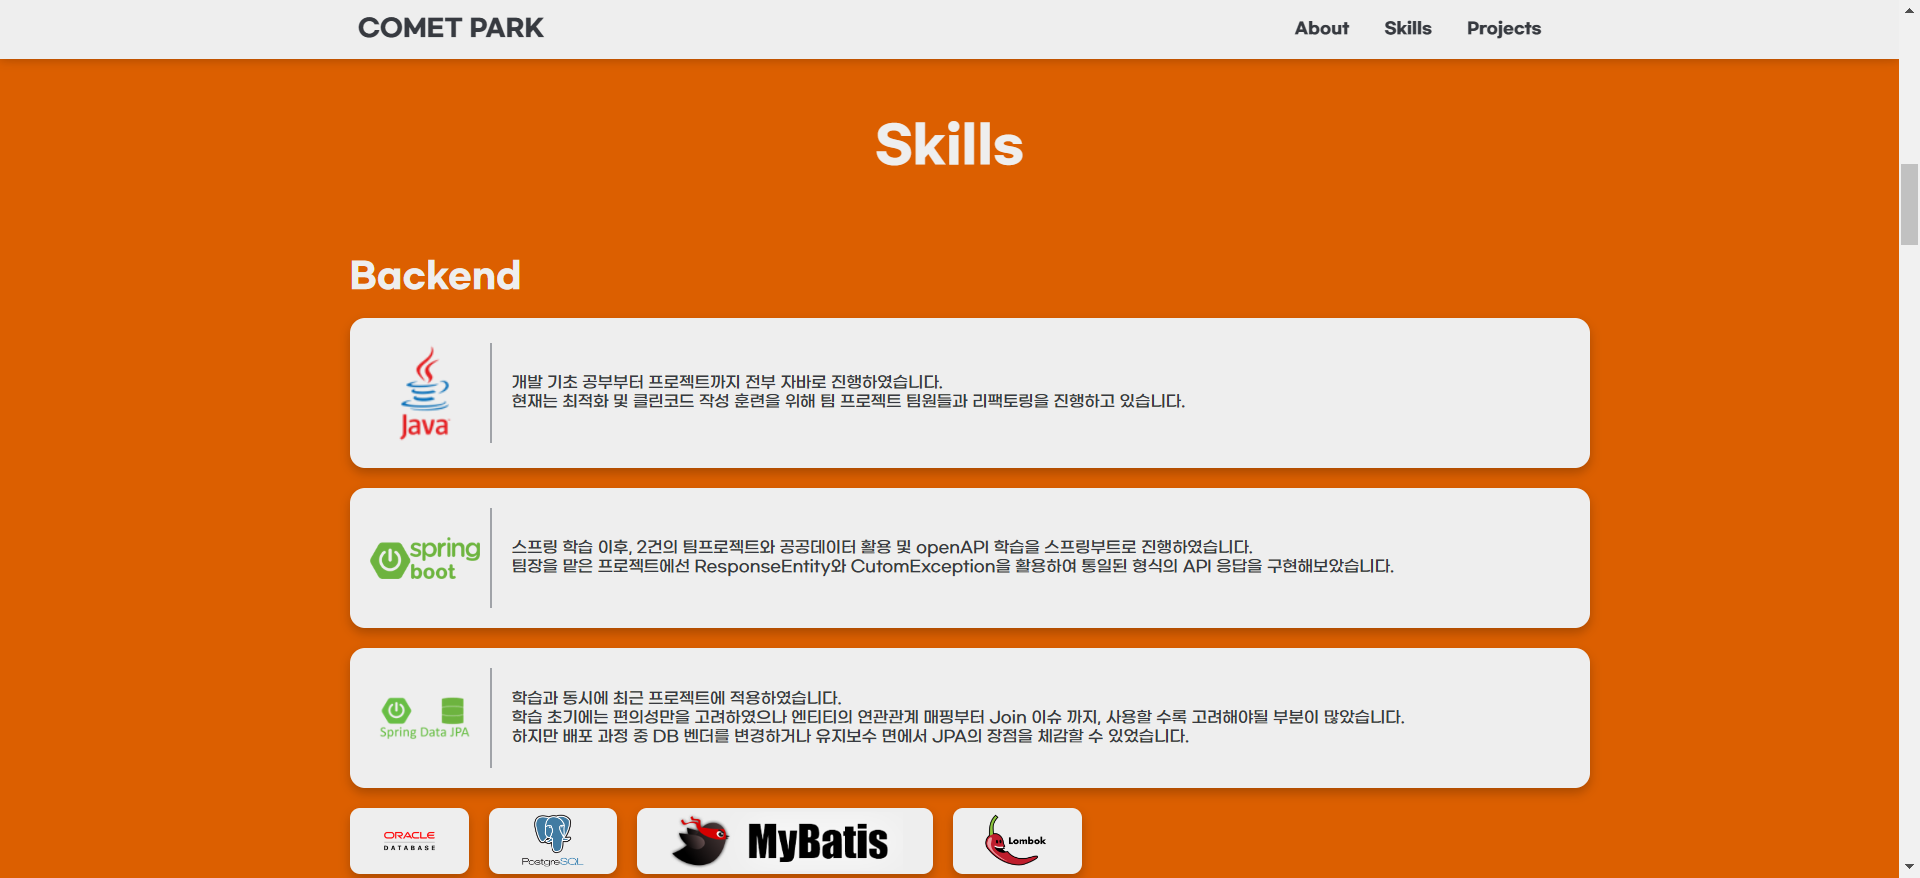 COMET PARK
About Skills Projects
Skills
Backend
Java
개발 기초 공부부터 프로젝트까지 전부 자바로 진행하였습니다.
현재는 최적화 및 클린코드 작성 훈련을 위해 팀 프로젝트 팀원들과 리팩토링을 진행하고 있습니다.
spring
boot
스프링 학습 이후, 2건의 팀프로젝트와 공공데이터 활용 및 openAPI 학습을 스프링부트로 진행하였습니다.
팀장을 맡은 프로젝트에선 ResponseEntity와 CutomException을 활용하여 통일된 형식의 API 응답을 구현해보았습니다.
Spring Data JPA
학습과 동시에 최근 프로젝트에 적용하였습니다.
학습 초기에는 편의성만을 고려하였으나 엔티티의 연관관계 매핑부터 Join 이슈 까지, 사용할 수록 고려해야될 부분이 많았습니다.
하지만 배포 과정 중 DB 벤더를 변경하거나 유지보수 면에서 JPA의 장점을 체감할 수 있었습니다.
ORACLE
DATABASE
PostgreSQL
MyBatis
Lombok